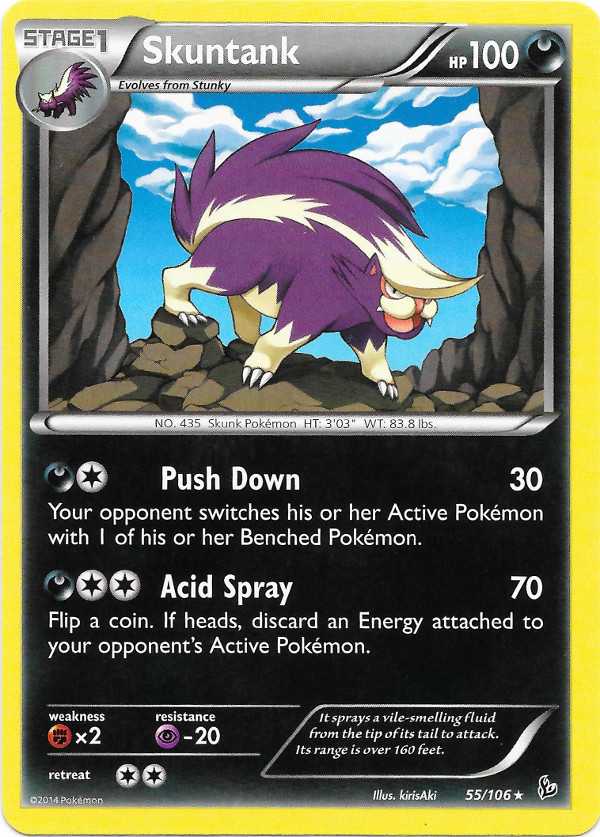 STAGE 1
Skuntank
HP 100
Evolves from Stunky
NO. 435 Skunk Pokémon HT: 3'03" WT: 83.8 lbs.
Push Down 30
Your opponent switches his or her Active Pokémon
with 1 of his or her Benched Pokémon.
Acid Spray 70
Flip a coin. If heads, discard an Energy attached to
your opponent's Active Pokémon.
weakness
×2
resistance
-20
It sprays a vile-smelling fluid
from the tip of its tail to attack.
Its range is over 160 feet.
retreat
©2014 Pokémon
Illus. kirisAki
55/106 ★